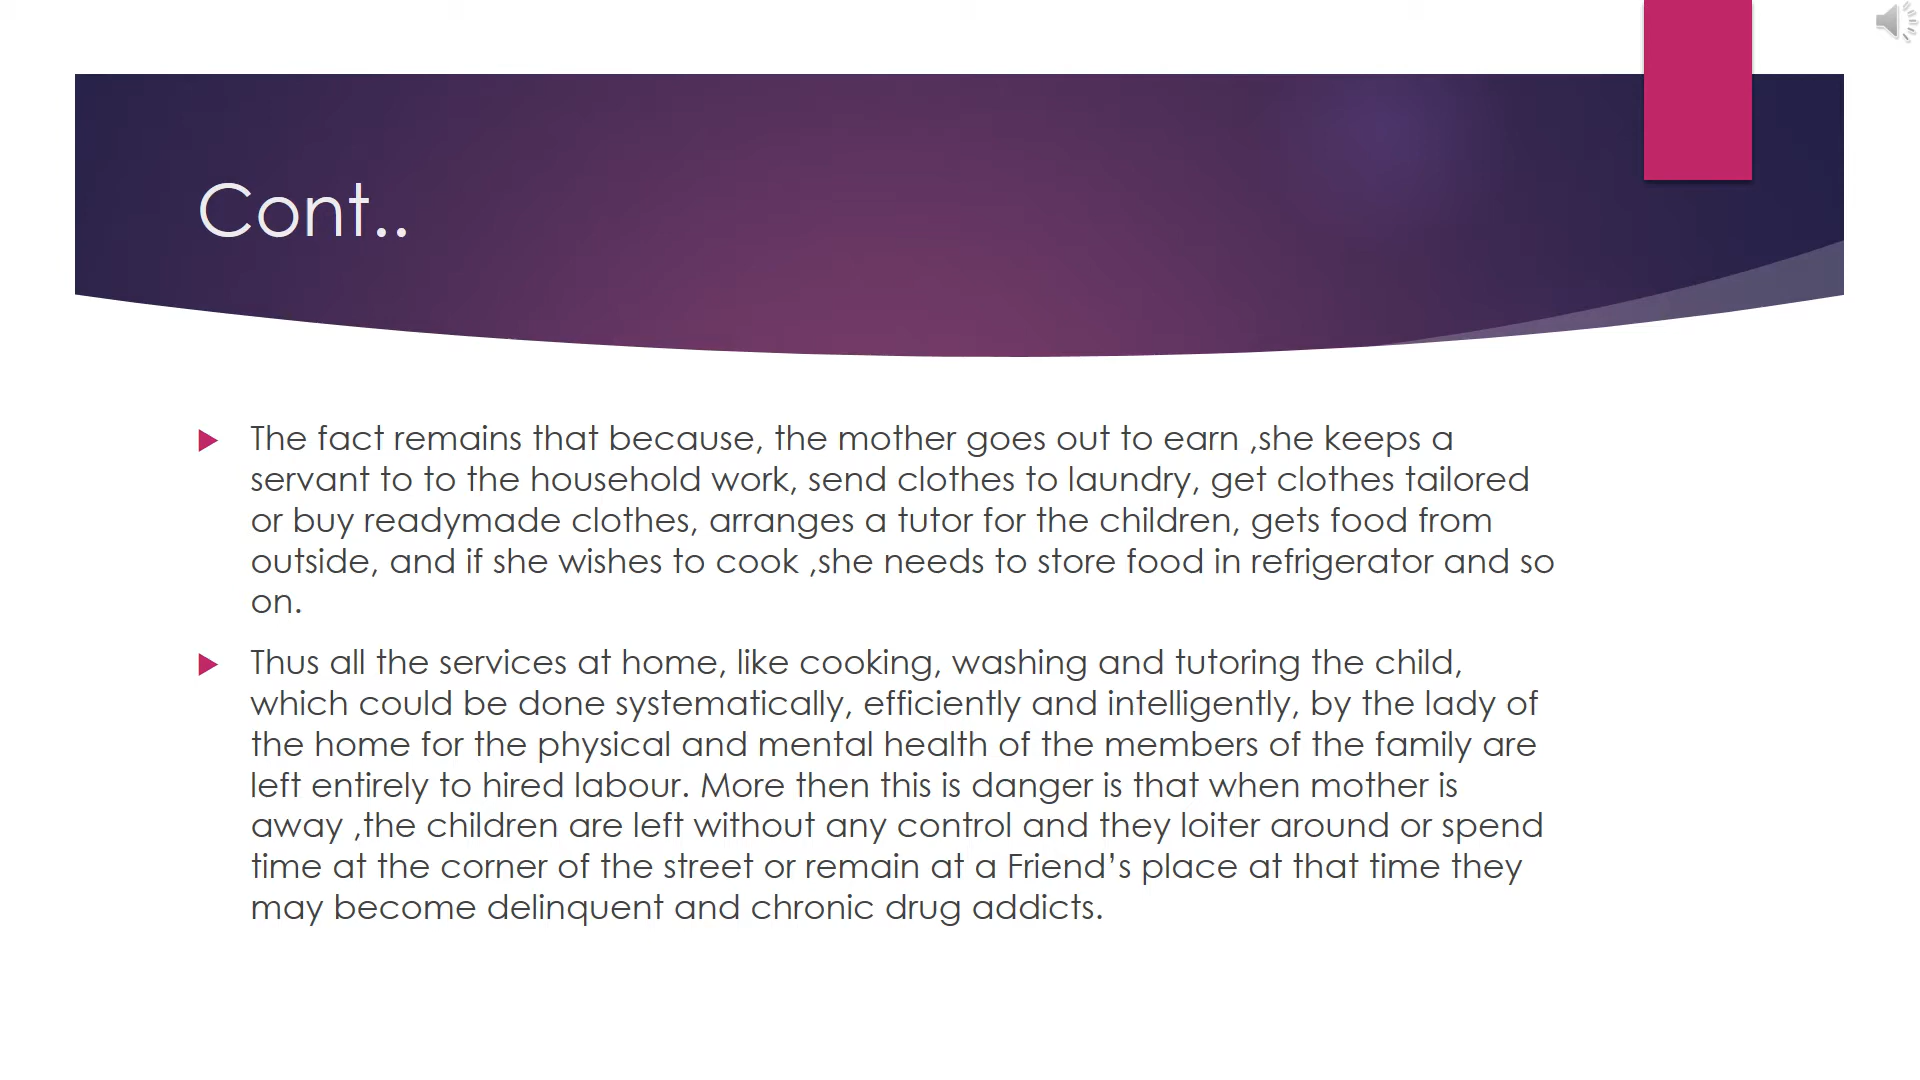 Cont..
The fact remains that because, the mother goes out to earn ,she keeps a
servant to to the household work, send clothes to laundry, get clothes tailored
or buy readymade clothes, arranges a tutor for the children, gets food from
outside, and if she wishes to cook ,she needs to store food in refrigerator and so
on.
Thus all the services at home, like cooking, washing and tutoring the child,
which could be done systematically, efficiently and intelligently, by the lady of
the home for the physical and mental health of the members of the family are
left entirely to hired labour. More then this is danger is that when mother is
away ,the children are left without any control and they loiter around or spend
time at the corner of the street or remain at a Friend’s place at that time they
may become delinquent and chronic drug addicts.